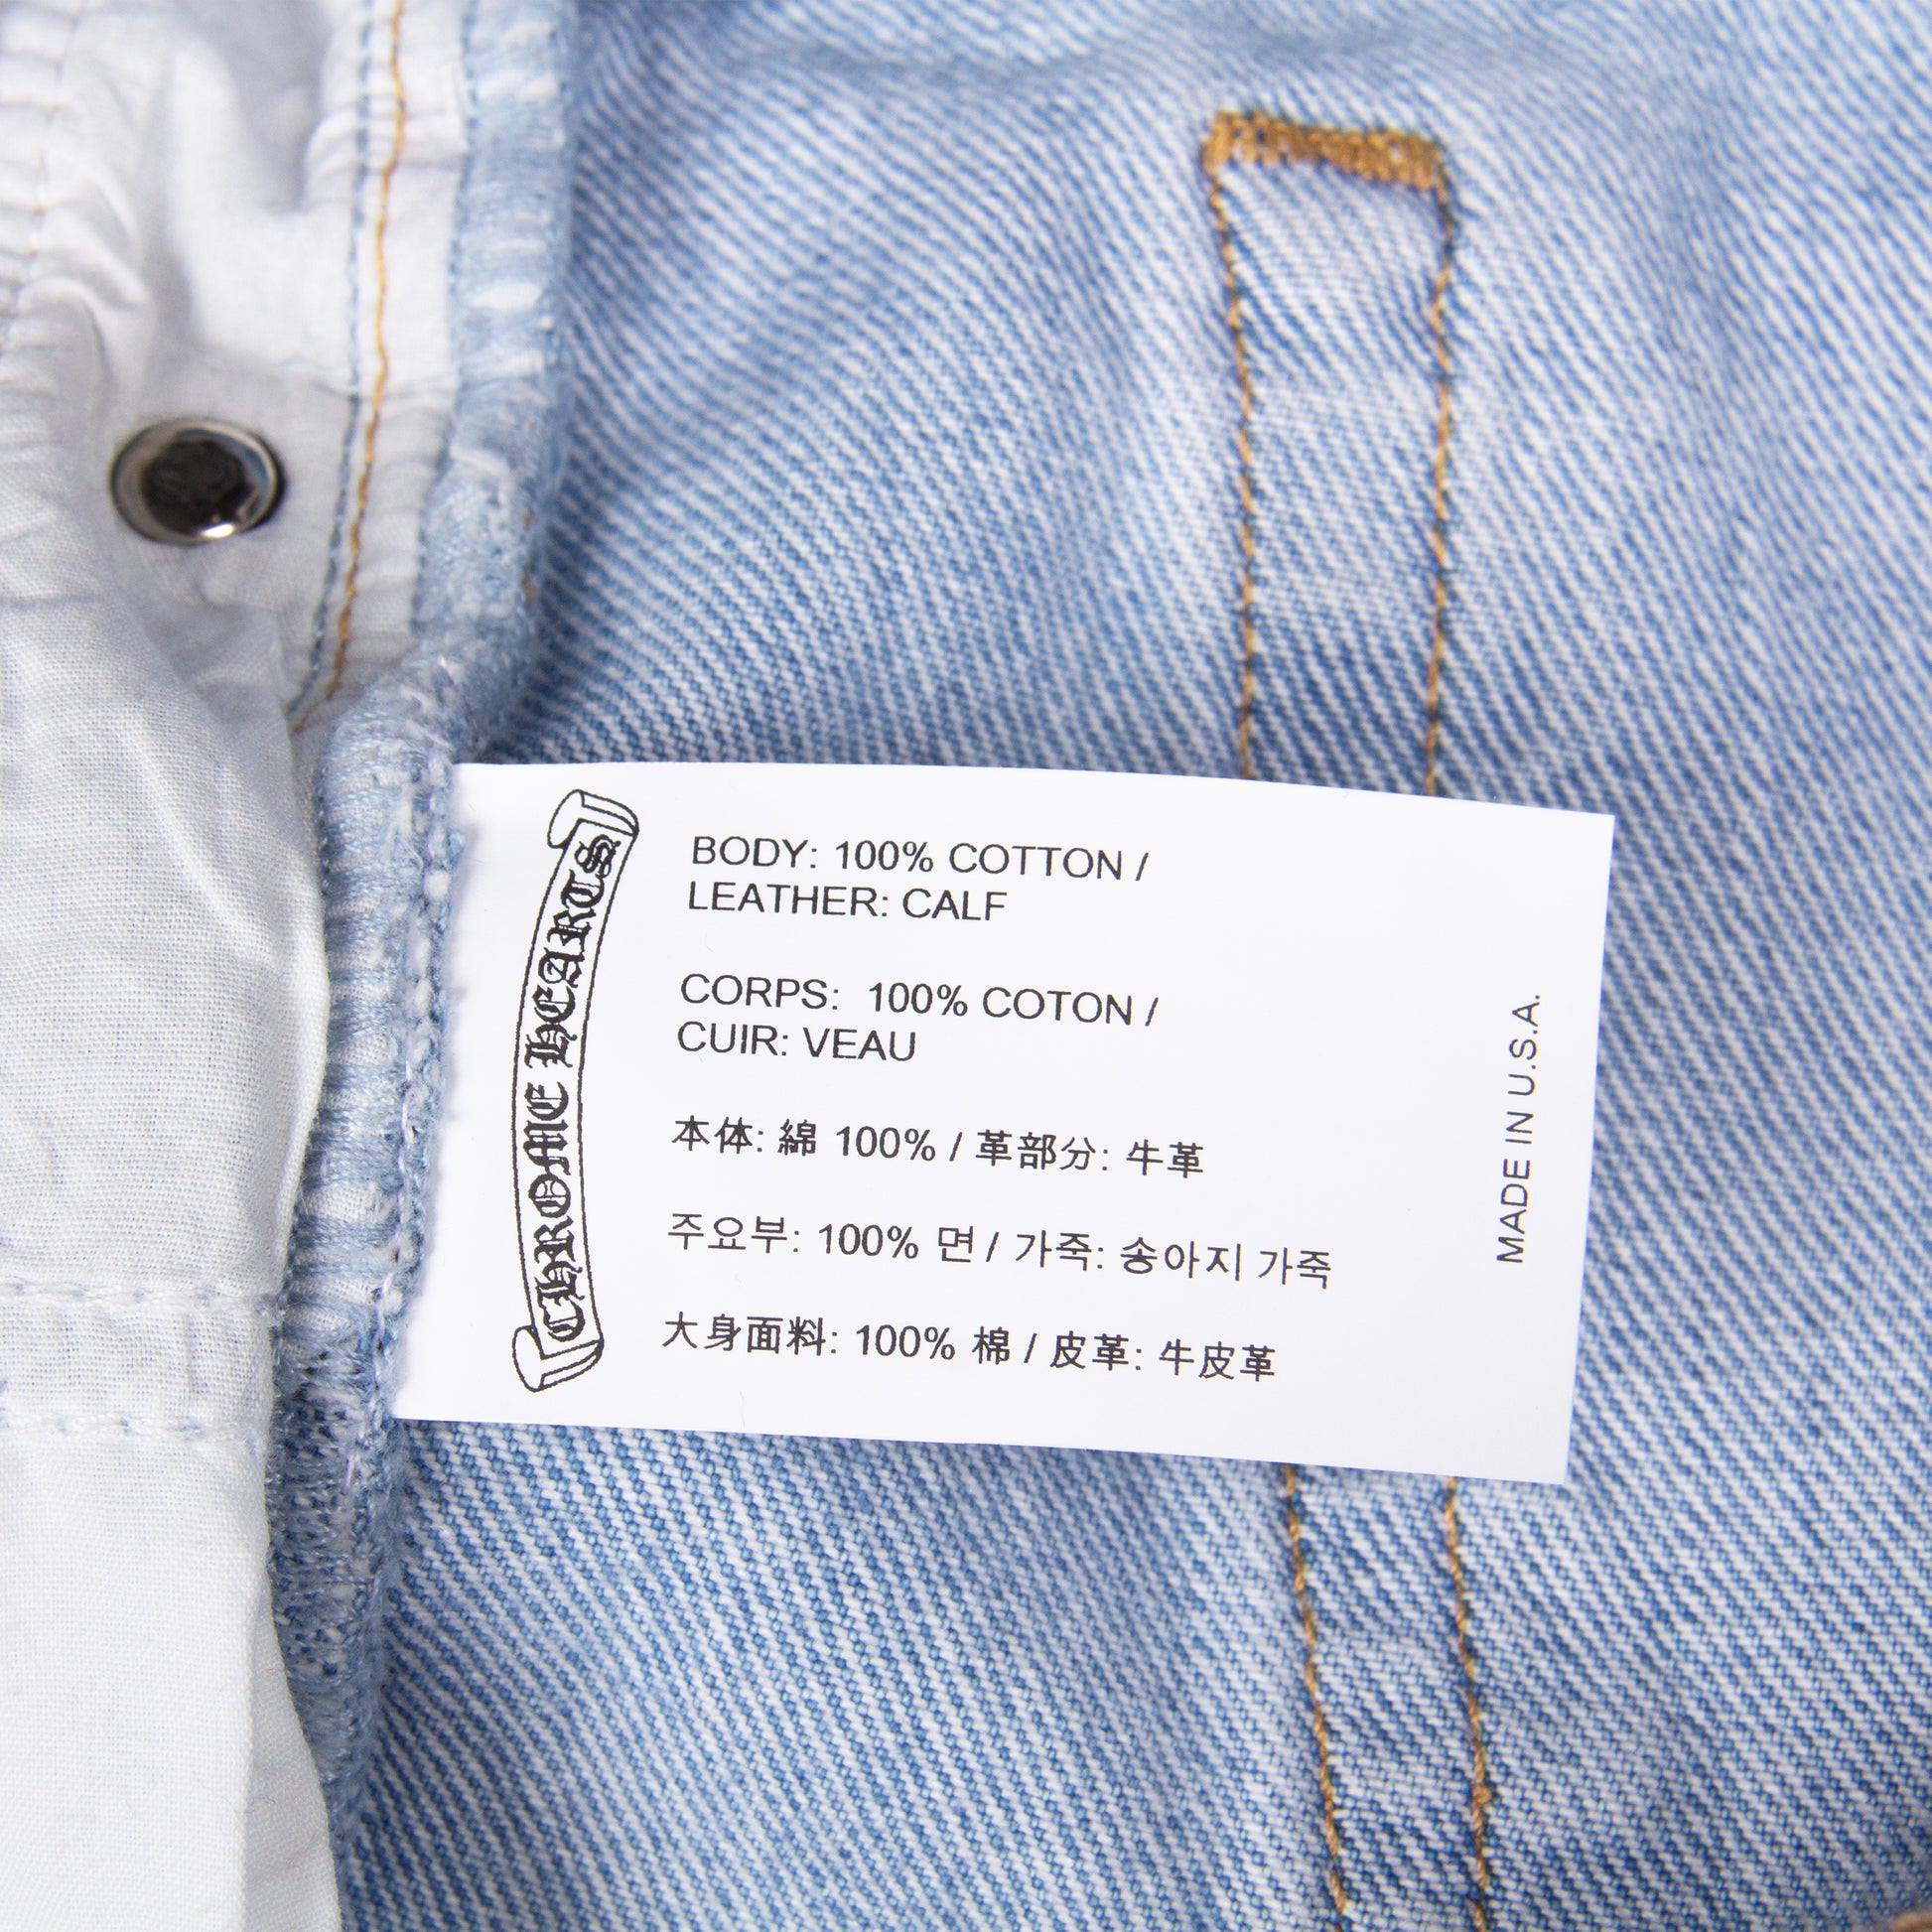 CHROME HEARTS
BODY: 100% COTTON /
LEATHER: CALF
CORPS: 100% COTON /
CUIR: VEAU
本体: 綿 100% / 革部分: 牛革
주요부: 100% 면 / 가죽: 송아지 가죽
大身面料: 100% 棉 / 皮革: 牛皮革
MADE IN U.S.A.